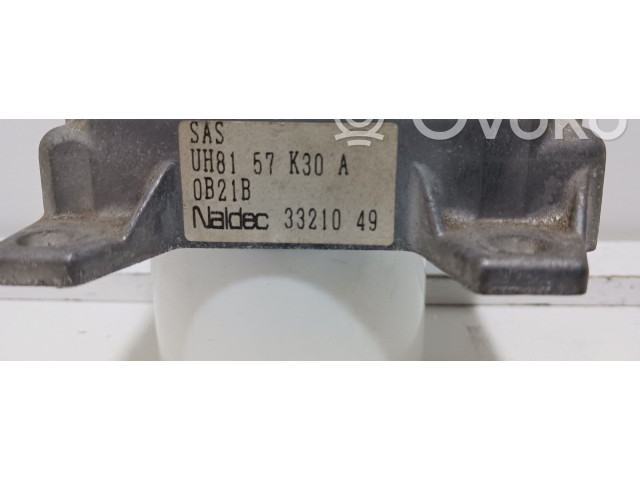 OVOKO
SAS
UH81 57 K30 A
0B21B
Naldec 33210 49